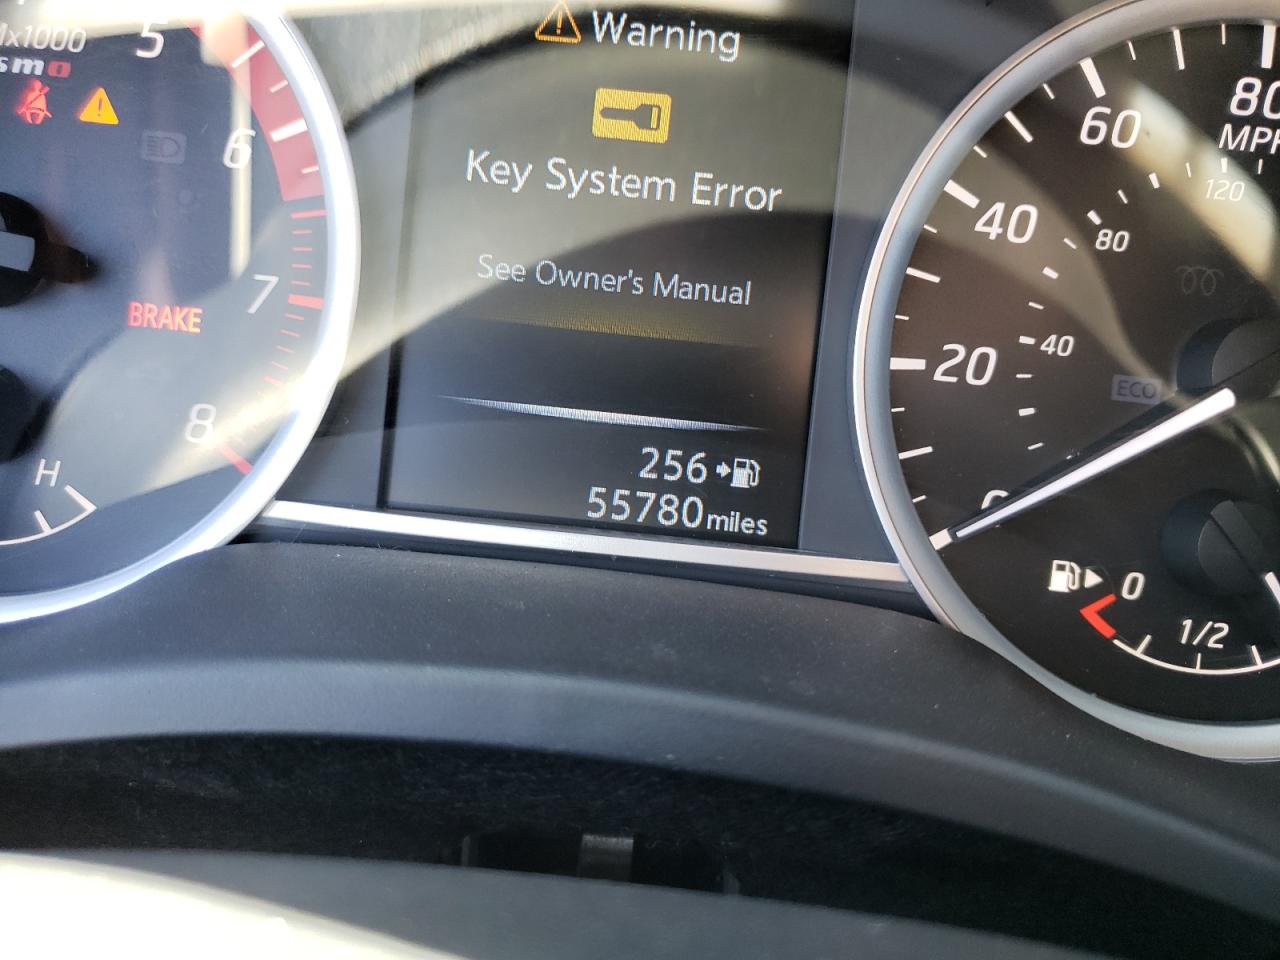 Warning
Key System Error
See Owner's Manual
256
55780 miles
x1000
5
6
7
8
smo
BRAKE
H
20
40
60
80
MPH
40
80
120
ECO
0
1/2